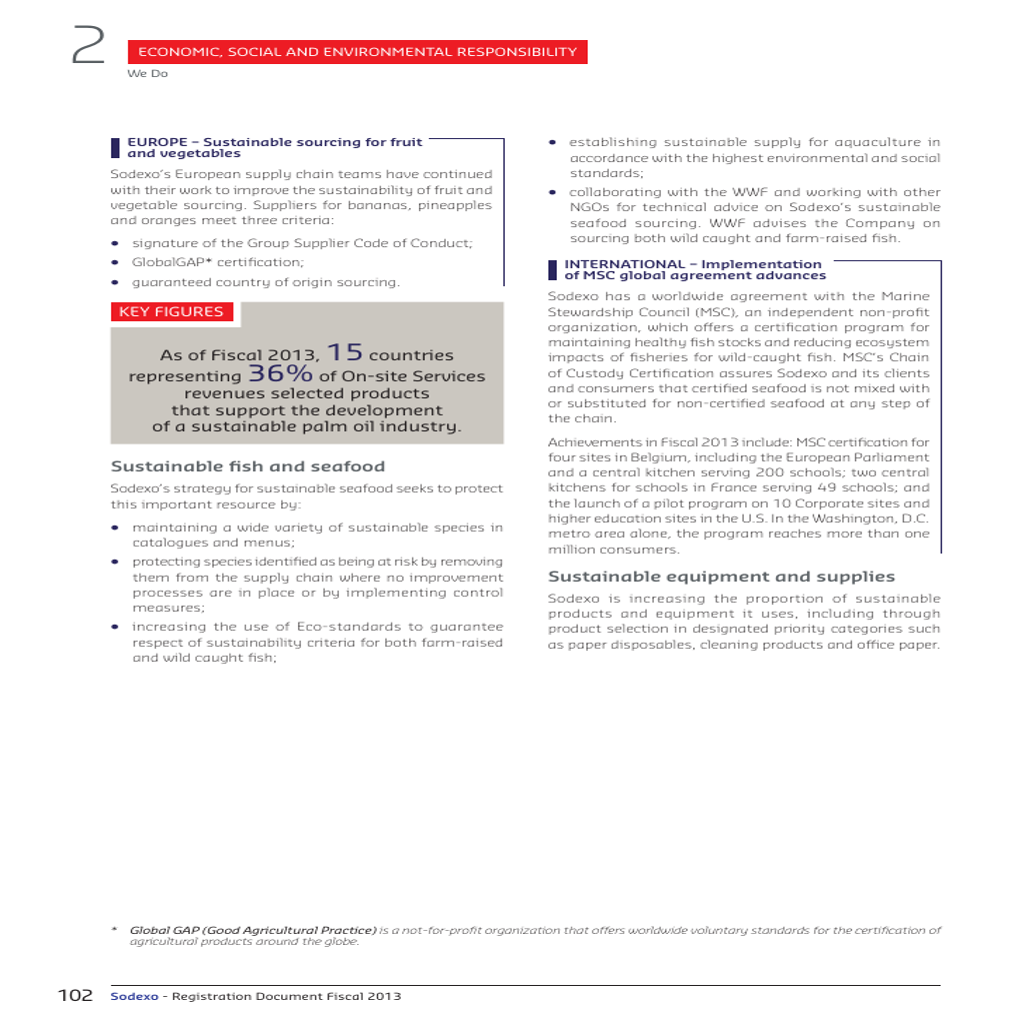 2
ECONOMIC, SOCIAL AND ENVIRONMENTAL RESPONSIBILITY
We Do
EUROPE – Sustainable sourcing for fruit
and vegetables
Sodexo's European supply chain teams have continued
with their work to improve the sustainability of fruit and
vegetable sourcing. Suppliers for bananas, pineapples
and oranges meet three criteria:
• signature of the Group Supplier Code of Conduct;
• GlobalGAP* certification;
• guaranteed country of origin sourcing.
KEY FIGURES
As of Fiscal 2013, 15 countries
representing 36% of On-site Services
revenues selected products
that support the development
of a sustainable palm oil industry.
Sustainable fish and seafood
Sodexo's strategy for sustainable seafood seeks to protect
this important resource by:
• maintaining a wide variety of sustainable species in
catalogues and menus;
• protecting species identified as being at risk by removing
them from the supply chain where no improvement
processes are in place or by implementing control
measures;
• increasing the use of Eco-standards to guarantee
respect of sustainability criteria for both farm-raised
and wild caught fish;
• establishing sustainable supply for aquaculture in
accordance with the highest environmental and social
standards;
• collaborating with the WWF and working with other
NGOs for technical advice on Sodexo's sustainable
seafood sourcing. WWF advises the Company on
sourcing both wild caught and farm-raised fish.
INTERNATIONAL – Implementation
of MSC global agreement advances
Sodexo has a worldwide agreement with the Marine
Stewardship Council (MSC), an independent non-profit
organization, which offers a certification program for
maintaining healthy fish stocks and reducing ecosystem
impacts of fisheries for wild-caught fish. MSC's Chain
of Custody Certification assures Sodexo and its clients
and consumers that certified seafood is not mixed with
or substituted for non-certified seafood at any step of
the chain.
Achievements in Fiscal 2013 include: MSC certification for
four sites in Belgium, including the European Parliament
and a central kitchen serving 200 schools; two central
kitchens for schools in France serving 49 schools; and
the launch of a pilot program on 10 Corporate sites and
higher education sites in the U.S. In the Washington, D.C.
metro area alone, the program reaches more than one
million consumers.
Sustainable equipment and supplies
Sodexo is increasing the proportion of sustainable
products and equipment it uses, including through
product selection in designated priority categories such
as paper disposables, cleaning products and office paper.
* Global GAP (Good Agricultural Practice) is a not-for-profit organization that offers worldwide voluntary standards for the certification of
agricultural products around the globe.
102 Sodexo - Registration Document Fiscal 2013